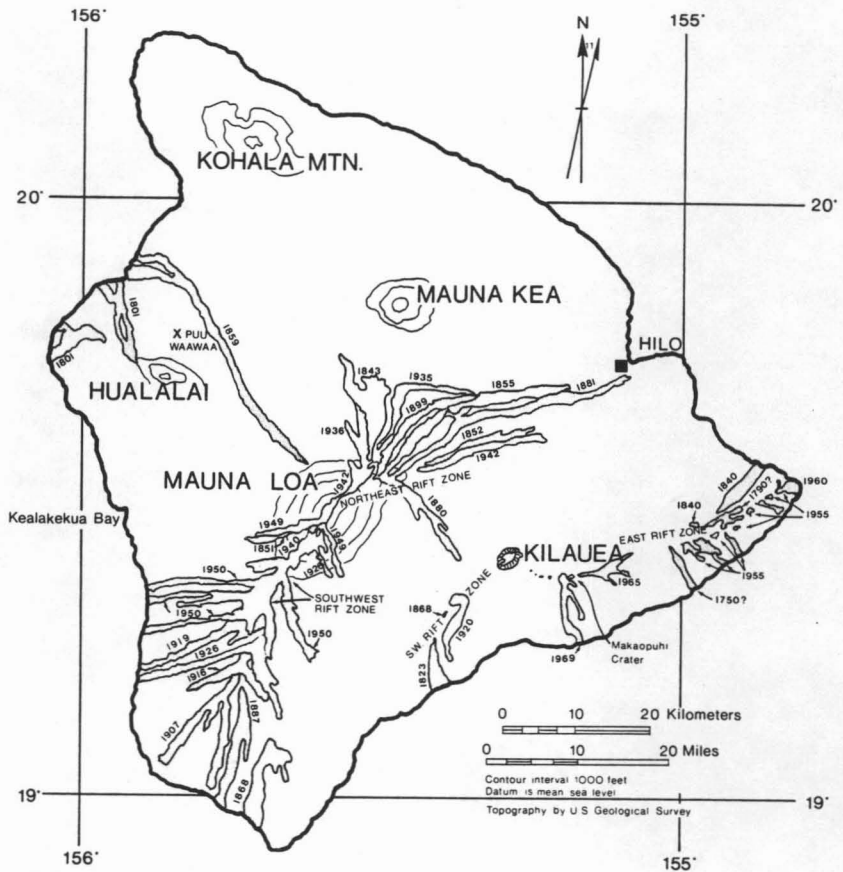 156°
155°
N
11
KOHALA MTN.
20°
20
MAUNA KEA
1801
X PUU
WAAWAA
1859
1801
HUALALAI
HILO
1843
1935
1855
1881
1899
1936
1852
1942
MAUNA LOA
1942
NORTHEAST RIFT ZONE
1880
Kealakekua Bay
1949
1851
1940
1949
1926
1840
1790?
1960
1840
1955
EAST RIFT ZONE
KILAUEA
1965
1955
1750?
1950
SOUTHWEST
RIFT ZONE
1950
1950
SW RIFT ZONE
1868
1920
1823
Makaopuhi
Crater
1969
1919
1926
1916
1907
1887
1868
0 10 20 Kilometers
0 10 20 Miles
Contour interval 1000 feet
Datum is mean sea level
Topography by U S Geological Survey
19°
19°
156°
155°